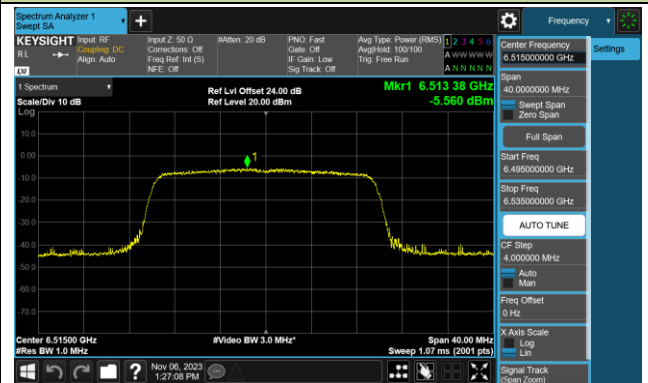 Spectrum Analyzer 1
Swept SA
+
Frequency
KEYSIGHT
RL
LNI
Input: RF
Coupling: DC
Align: Auto
Input Z: 50 Ω
Corrections: Off
Freq Ref: Int (S)
NFE: Off
#Atten: 20 dB
PNO: Fast
Gate: Off
IF Gain: Low
Sig Track: Off
Avg Type: Power (RMS)
Avg|Hold: 100/100
Trig: Free Run
1 2 3 4 5 6
A W W W W W
A N N N N N
1 Spectrum
Scale/Div 10 dB
Log
Ref Lvl Offset 24.00 dB
Ref Level 20.00 dBm
Mkr1 6.513 38 GHz
-5.560 dBm
10.0
0.00
-10.0
-20.0
-30.0
-40.0
-50.0
-60.0
-70.0
1
Center 6.51500 GHz
#Res BW 1.0 MHz
#Video BW 3.0 MHz*
Span 40.00 MHz
Sweep 1.07 ms (2001 pts)
Nov 06, 2023
1:27:08 PM
?
Center Frequency
6.515000000 GHz
Span
40.0000000 MHz
Swept Span
Zero Span
Full Span
Start Freq
6.495000000 GHz
Stop Freq
6.535000000 GHz
AUTO TUNE
CF Step
4.000000 MHz
Auto
Man
Freq Offset
0 Hz
X Axis Scale
Log
Lin
Signal Track
(Span Zoom)
Settings